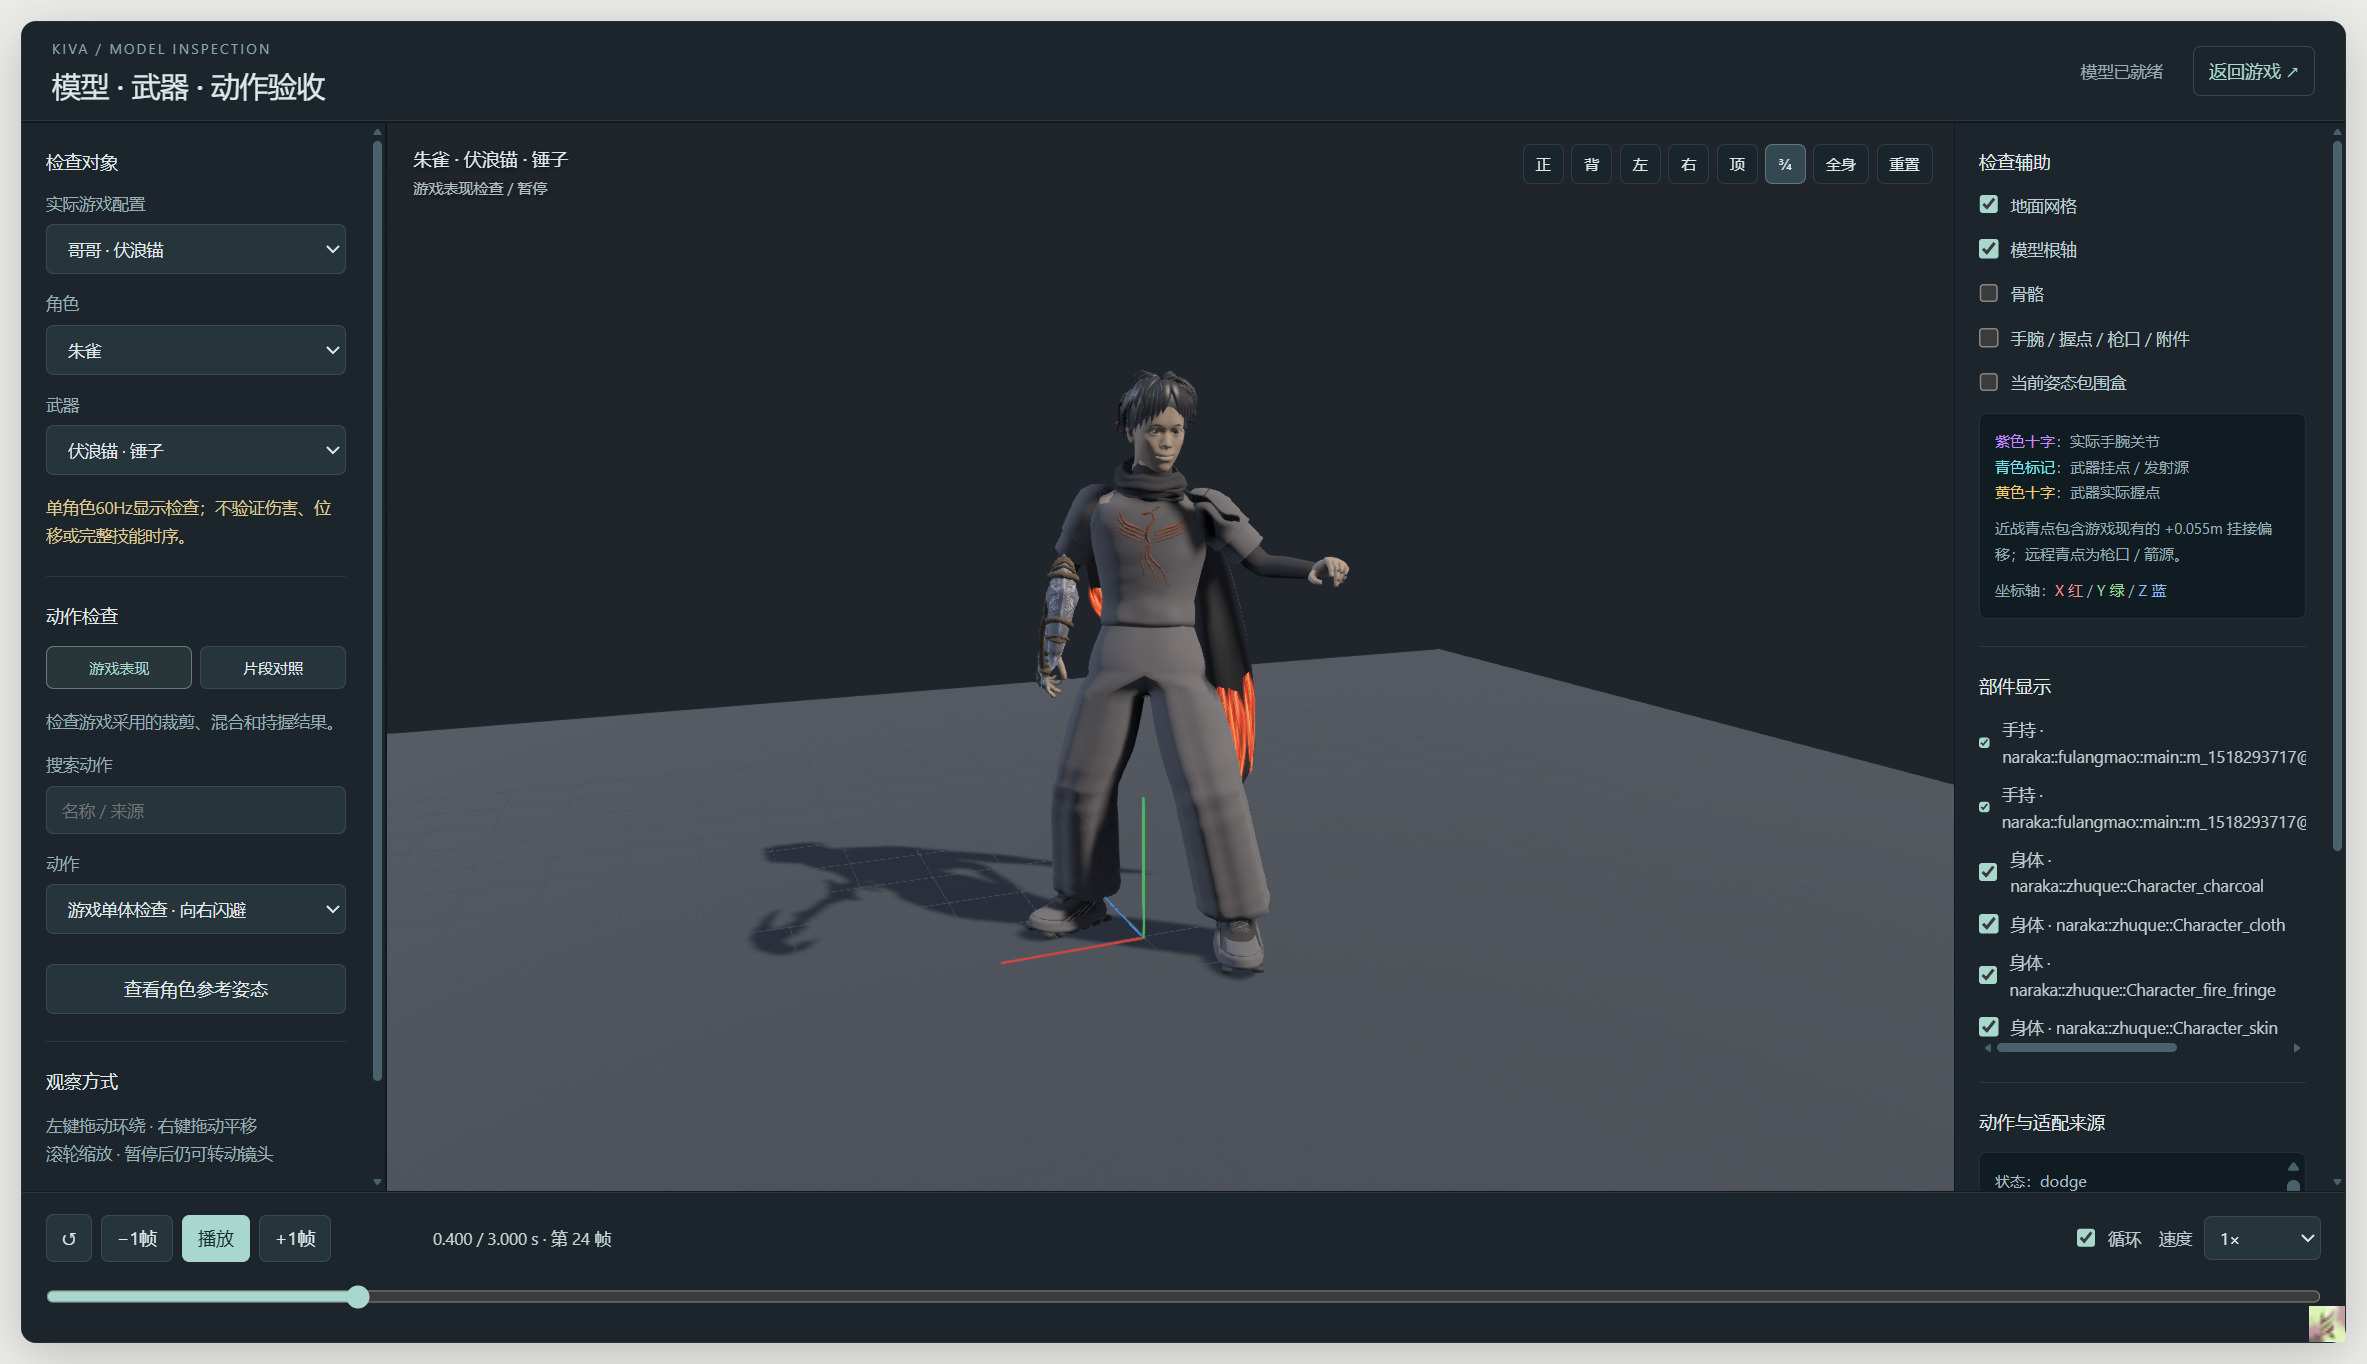 KIVA / MODEL INSPECTION
模型 · 武器 · 动作验收
模型已就绪
返回游戏 ↗
检查对象
实际游戏配置
哥哥 · 伏浪锚
角色
朱雀
武器
伏浪锚 · 锤子
单角色60Hz显示检查；不验证伤害、位
移或完整技能时序。
动作检查
游戏表现
片段对照
检查游戏采用的裁剪、混合和持握结果。
搜索动作
名称 / 来源
动作
游戏单体检查 · 向右闪避
查看角色参考姿态
观察方式
左键拖动环绕 · 右键拖动平移
滚轮缩放 · 暂停后仍可转动镜头
朱雀 · 伏浪锚 · 锤子
游戏表现检查 / 暂停
正
背
左
右
顶
¾
全身
重置
检查辅助
地面网格
模型根轴
骨骼
手腕 / 握点 / 枪口 / 附件
当前姿态包围盒
紫色十字：实际手腕关节
青色标记：武器挂点 / 发射源
黄色十字：武器实际握点
近战青点包含游戏现有的 +0.055m 挂接偏
移；远程青点为枪口 / 箭源。
坐标轴：X 红 / Y 绿 / Z 蓝
部件显示
手持 ·
naraka::fulangmao::main::m_1518293717@
手持 ·
naraka::fulangmao::main::m_1518293717@
身体 ·
naraka::zhuque::Character_charcoal
身体 · naraka::zhuque::Character_cloth
身体 ·
naraka::zhuque::Character_fire_fringe
身体 · naraka::zhuque::Character_skin
动作与适配来源
状态：dodge
↺
−1帧
播放
+1帧
0.400 / 3.000 s · 第 24 帧
循环
速度
1×